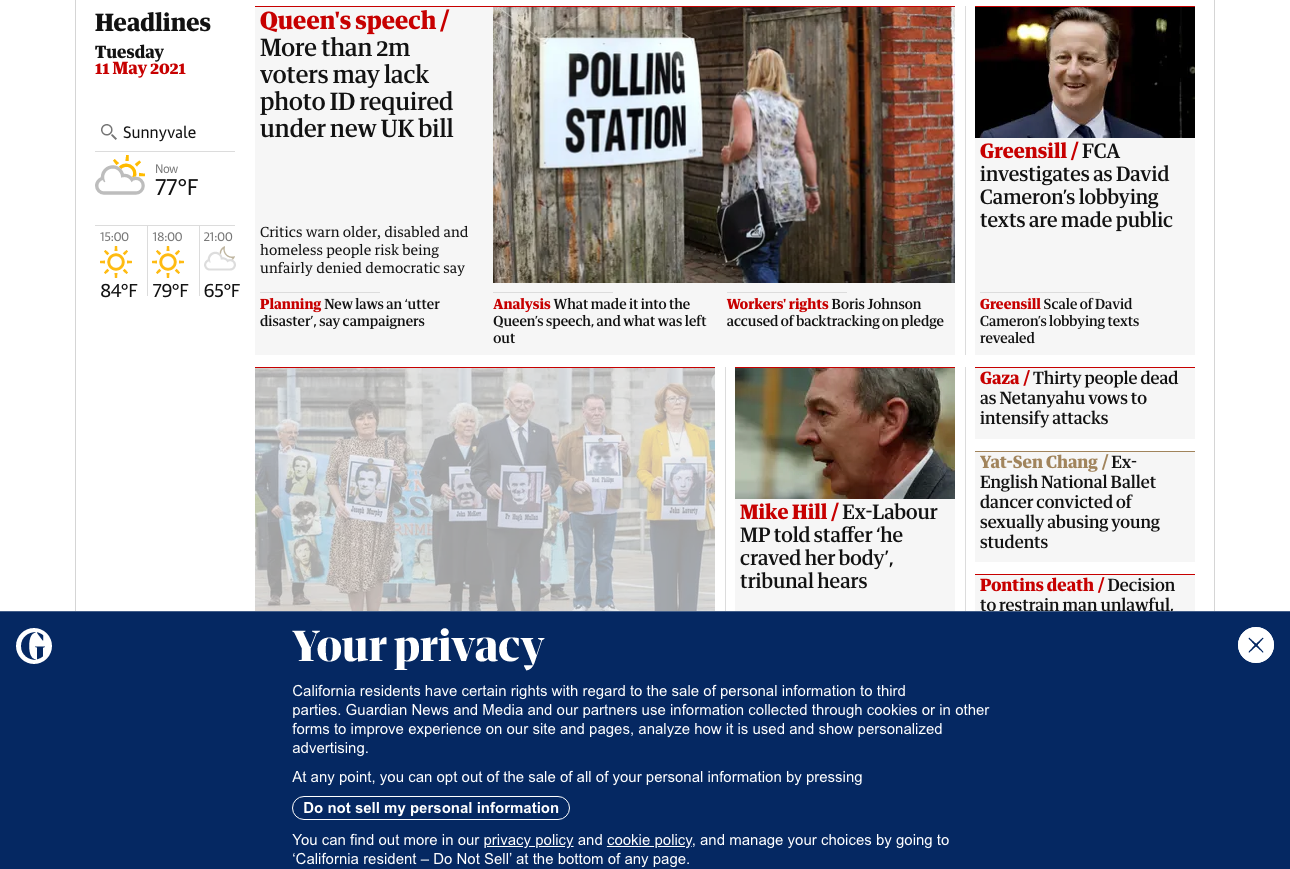 Headlines
Tuesday
11 May 2021
Sunnyvale
Now
77°F
15:00
18:00
21:00
84°F
79°F
65°F
Queen's speech /
More than 2m
voters may lack
photo ID required
under new UK bill
Critics warn older, disabled and
homeless people risk being
unfairly denied democratic say
POLLING
STATION
Planning New laws an ‘utter
disaster’, say campaigners
Analysis What made it into the
Queen’s speech, and what was left
out
Workers' rights Boris Johnson
accused of backtracking on pledge
Greensill / FCA
investigates as David
Cameron’s lobbying
texts are made public
Greensill Scale of David
Cameron’s lobbying texts
revealed
Joseph Murphy
John Laverty
Mike Hill / Ex-Labour
MP told staffer ‘he
craved her body’,
tribunal hears
Gaza / Thirty people dead
as Netanyahu vows to
intensify attacks
Yat-Sen Chang / Ex-
English National Ballet
dancer convicted of
sexually abusing young
students
Pontins death / Decision
to restrain man unlawful.
G
Your privacy
California residents have certain rights with regard to the sale of personal information to third
parties. Guardian News and Media and our partners use information collected through cookies or in other
forms to improve experience on our site and pages, analyze how it is used and show personalized
advertising.
At any point, you can opt out of the sale of all of your personal information by pressing
Do not sell my personal information
You can find out more in our privacy policy and cookie policy, and manage your choices by going to
‘California resident – Do Not Sell’ at the bottom of any page.